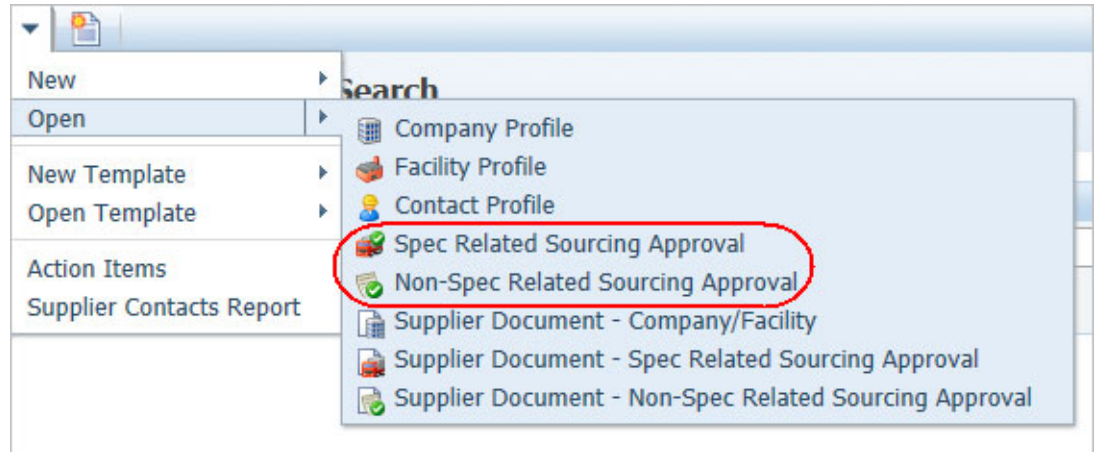 New
Search
Open
Company Profile
Facility Profile
New Template
Open Template
Contact Profile
Spec Related Sourcing Approval
Action Items
Non-Spec Related Sourcing Approval
Supplier Contacts Report
Supplier Document - Company/Facility
Supplier Document - Spec Related Sourcing Approval
Supplier Document - Non-Spec Related Sourcing Approval